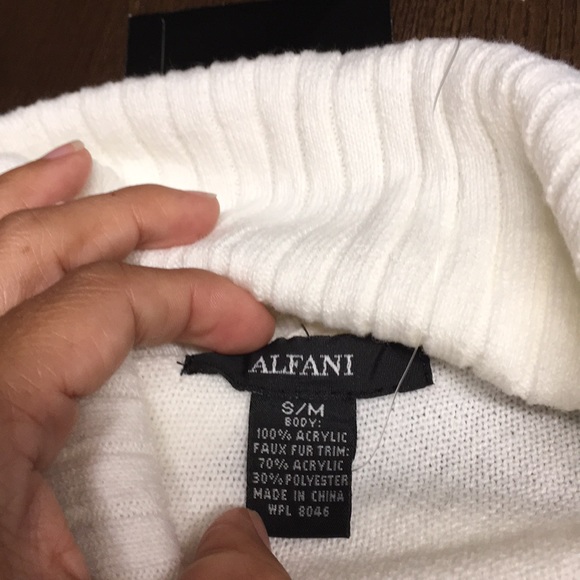 ALFANI
S/M
BODY:
100% ACRYLIC
FAUX FUR TRIM:
70% ACRYLIC
30% POLYESTER
MADE IN CHINA
WPL 8046